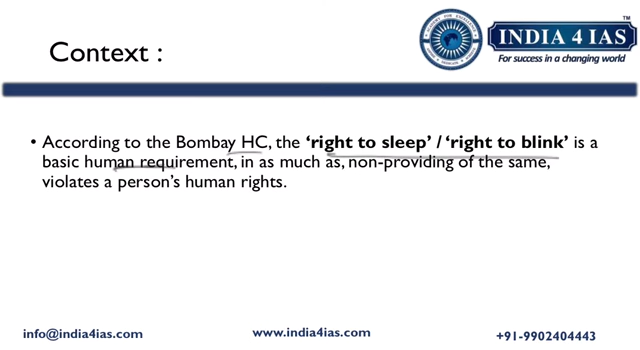 Context :
INDIA 4 IAS
TM
For success in a changing world
• According to the Bombay HC, the ‘right to sleep’ / ‘right to blink’ is a
basic human requirement, in as much as, non-providing of the same,
violates a person's human rights.
info@india4ias.com
www.india4ias.com
+91-9902404443